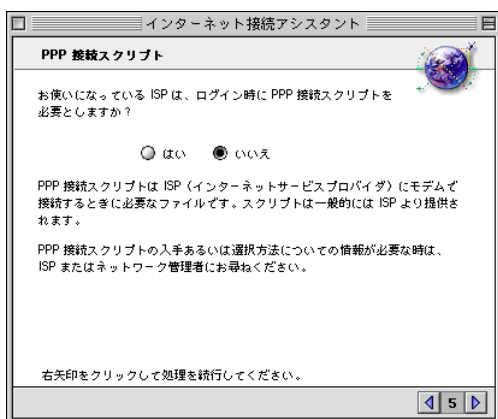 インターネット接続アシスタント
PPP 接続スクリプト
お使いになっている ISP は、ログイン時に PPP 接続スクリプトを
必要としますか？
はい いいえ
PPP 接続スクリプトは ISP（インターネットサービスプロバイダ）にモデムで
接続するときに必要なファイルです。スクリプトは一般的には ISP より提供さ
れます。
PPP 接続スクリプトの入手あるいは選択方法についての情報が必要な時は、
ISP またはネットワーク管理者にお尋ねください。
右矢印をクリックして処理を続行してください。
5